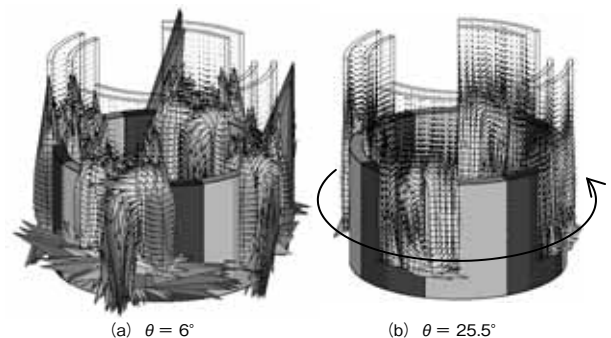 (a) θ = 6°
(b) θ = 25.5°